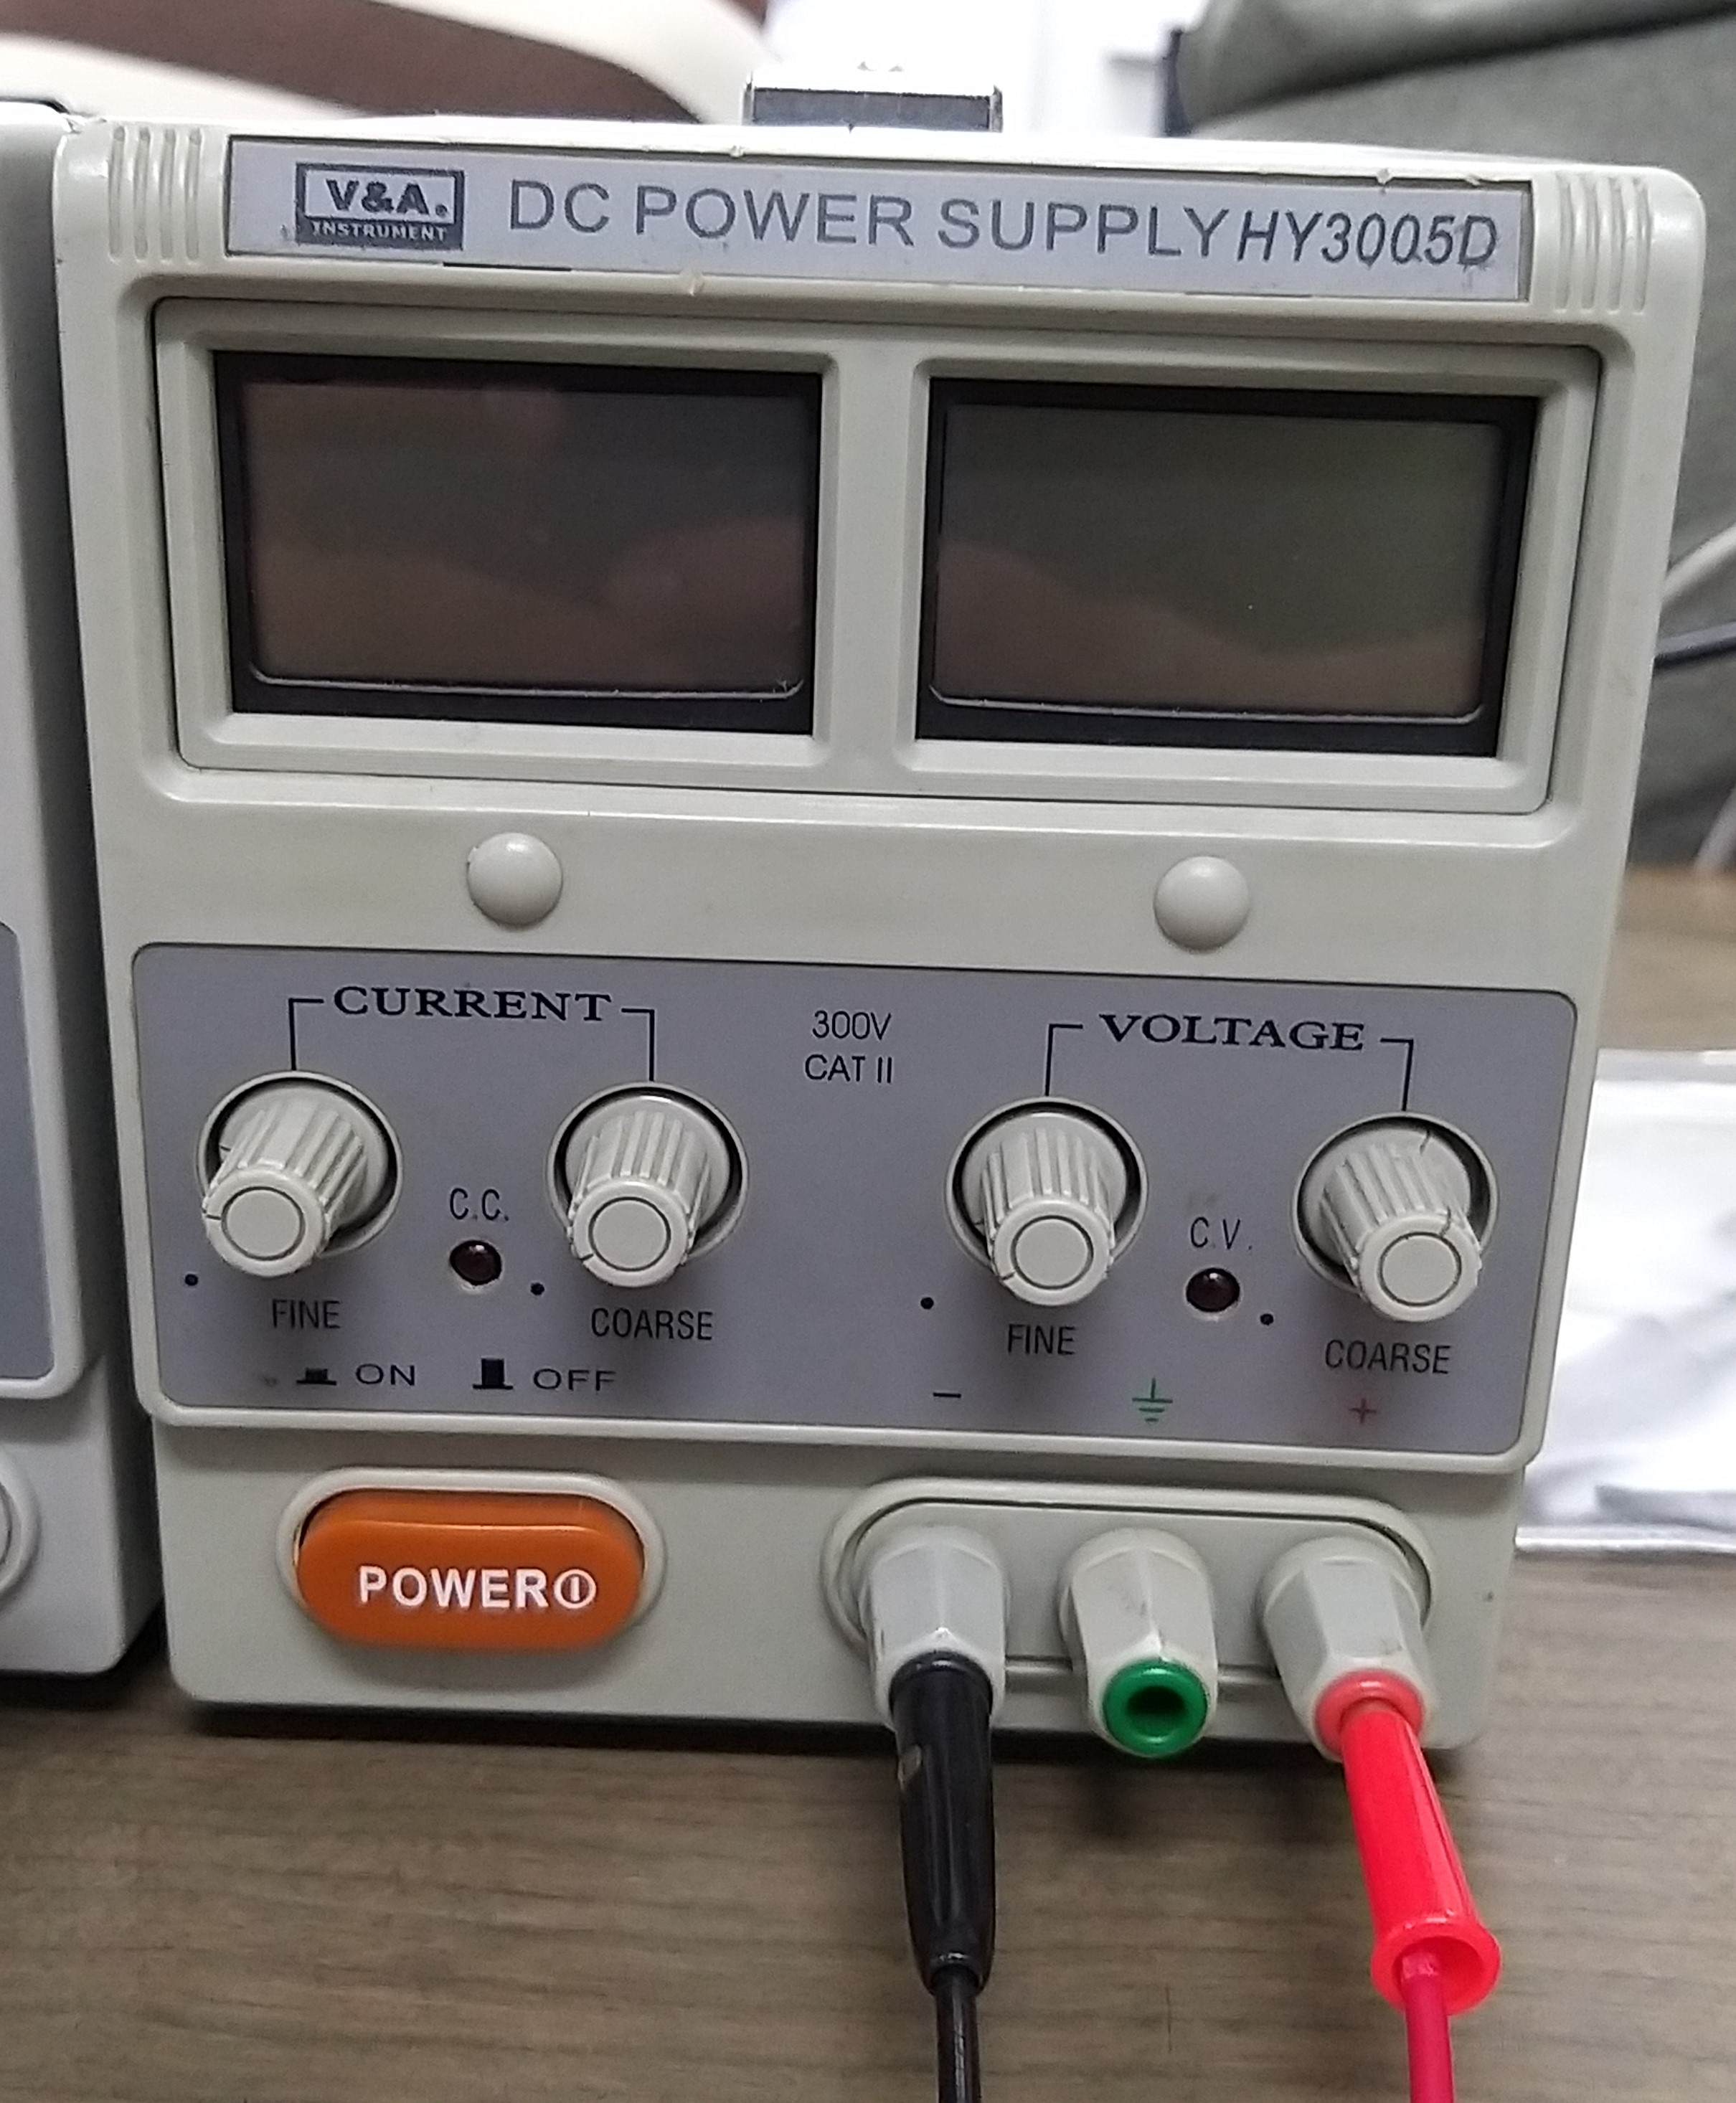 V&A.
INSTRUMENT
DC POWER SUPPLY HY3005D
CURRENT
300V
CAT II
VOLTAGE
C.C.
C.V.
FINE
COARSE
FINE
COARSE
ON
OFF
−
+
POWER